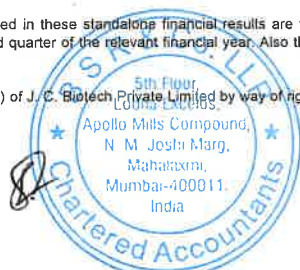 ed in these standalone financial results are
d quarter of the relevant financial year. Also th
) of J. C. Biotech Private Limited by way of rig
B S R & Co. LLP
5th Floor,
Lodha Excelus,
Apollo Mills Compound,
N. M. Joshi Marg,
Mahalaxmi,
Mumbai-400011.
India
* Chartered Accountants *